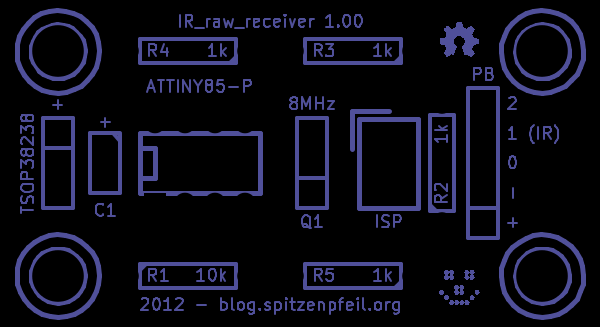 IR_raw_receiver 1.00
R4 1k
R3 1k
PB
ATTINY85-P
8MHz
2
+
+
1k
1 (IR)
TSOP38238
0
R2
−
C1
Q1
ISP
+
R1 10k
R5 1k
2012 − blog.spitzenpfeil.org